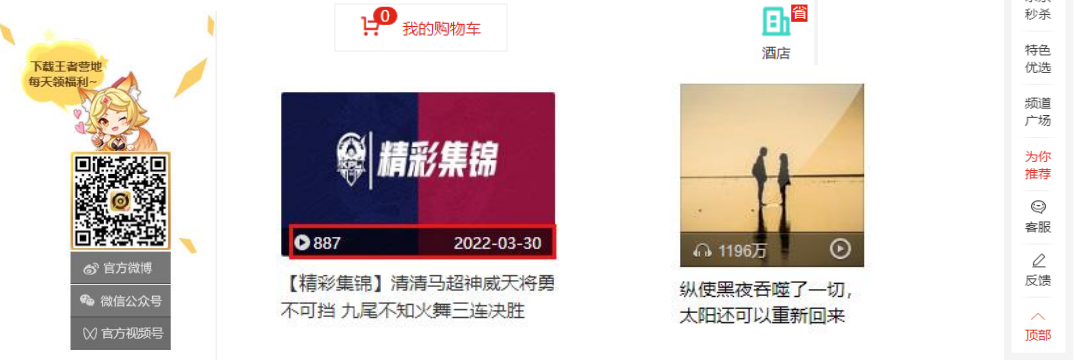 下载王者营地
每天领福利~
官方微博
微信公众号
官方视频号
0
我的购物车
精彩集锦
887
2022-03-30
【精彩集锦】清清马超神威天将勇
不可挡 九尾不知火舞三连决胜
省
酒店
1196万
纵使黑夜吞噬了一切，
太阳还可以重新回来
秒杀
特色
优选
频道
广场
为你
推荐
客服
反馈
顶部